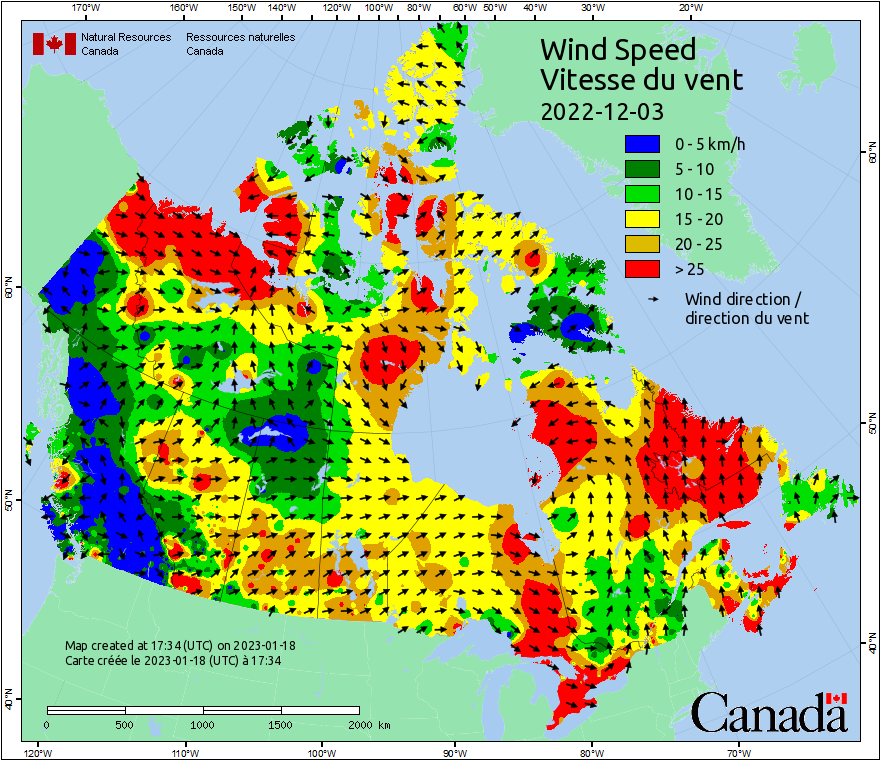 170°W 160°W 150°W 140°W 120°W 100°W 80°W 60°W 50°W 40°W 30°W 20°W
Natural Resources Ressources naturelles
Canada Canada
Wind Speed
Vitesse du vent
2022-12-03
0 - 5 km/h
5 - 10
10 - 15
15 - 20
20 - 25
> 25
Wind direction /
direction du vent
60°N
60°N
50°N
50°N
40°N
40°N
Map created at 17:34 (UTC) on 2023-01-18
Carte créée le 2023-01-18 (UTC) à 17:34
0 500 1000 1500 2000 km
Canada
120°W 110°W 100°W 90°W 80°W 70°W